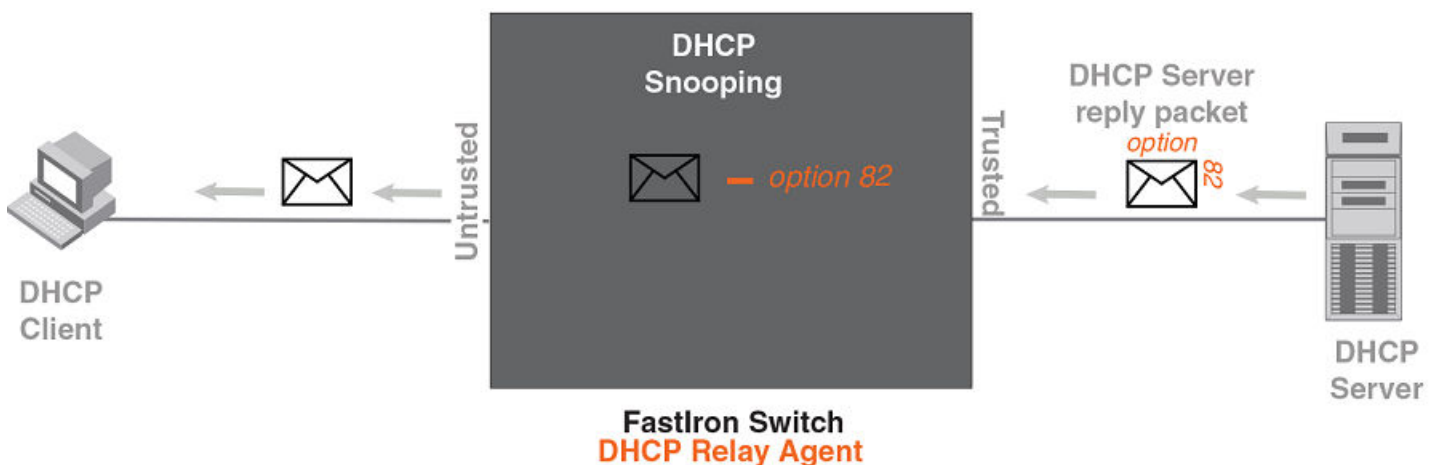 DHCP
Snooping
DHCP Server
reply packet
option
82
Untrusted
Trusted
– option 82
DHCP
Client
DHCP
Server
FastIron Switch
DHCP Relay Agent